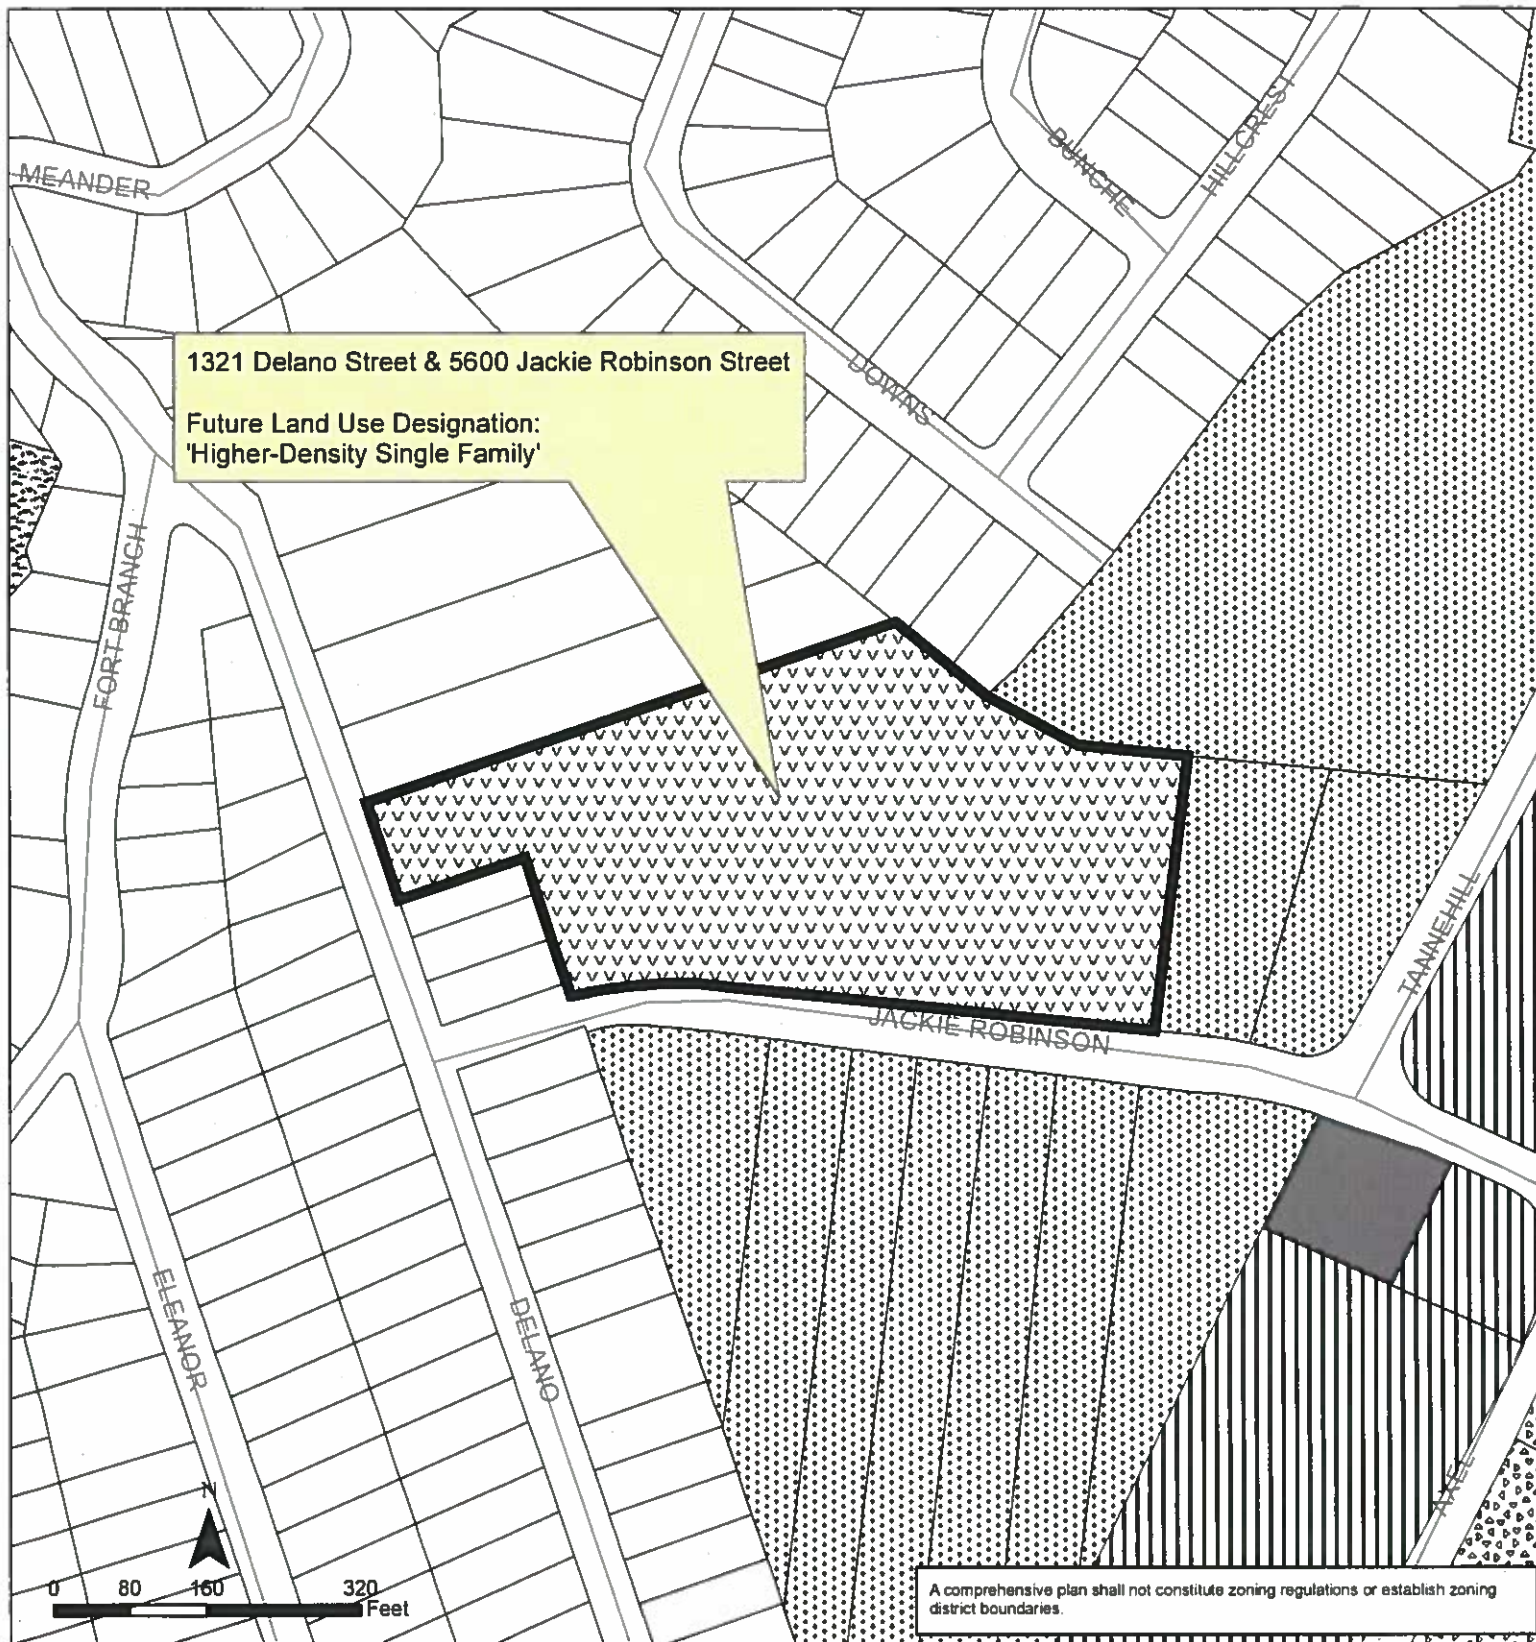 MEANDER
BUNCHE
HILLCREST
1321 Delano Street & 5600 Jackie Robinson Street
Future Land Use Designation:
'Higher-Density Single Family'
DOWNS
FORT BRANCH
TANNEHILL
JACKIE ROBINSON
ELEANOR
DELANO
AXEL
N
0 80 160 320
Feet
A comprehensive plan shall not constitute zoning regulations or establish zoning
district boundaries.